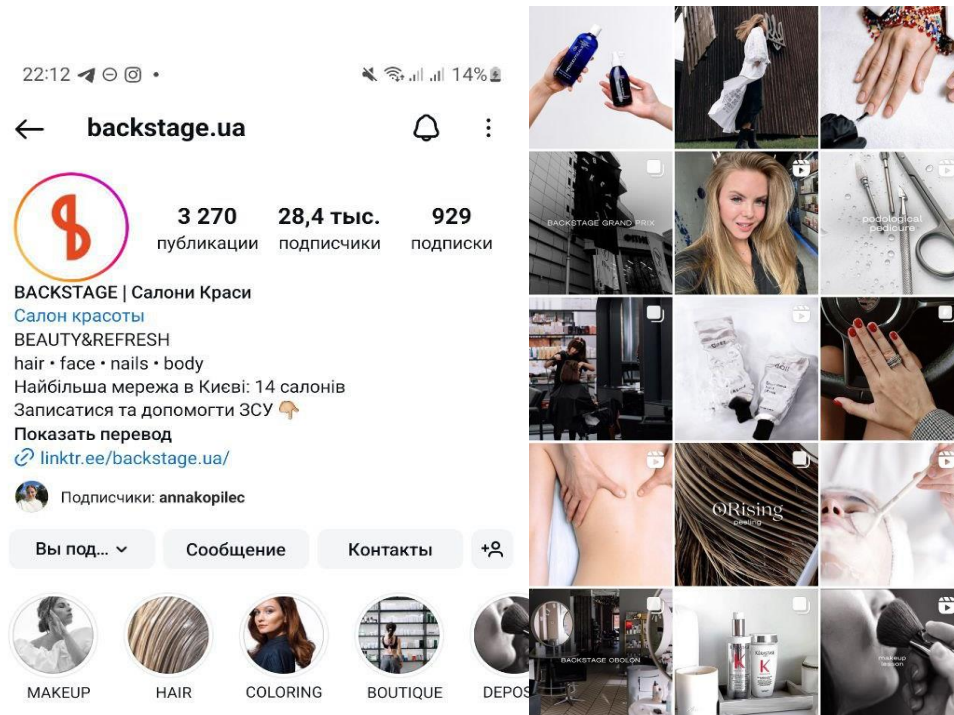 22:12
14%
backstage.ua
3 270
28,4 тыс.
929
публикации
подписчики
подписки
BACKSTAGE | Салони Краси
Салон красоты
BEAUTY&REFRESH
hair • face • nails • body
Найбільша мережа в Києві: 14 салонів
Записатися та допомогти ЗСУ 👇🏼
Показать перевод
linktr.ee/backstage.ua/
Подписчики: annakopilec
Вы под...
Сообщение
Контакты
MAKEUP
HAIR
COLORING
BOUTIQUE
DEPOS
BACKSTAGE GRAND PRIX
podological
pedicure
ORising
peeling
BACKSTAGE OBOLON
K
K
makeup
lesson